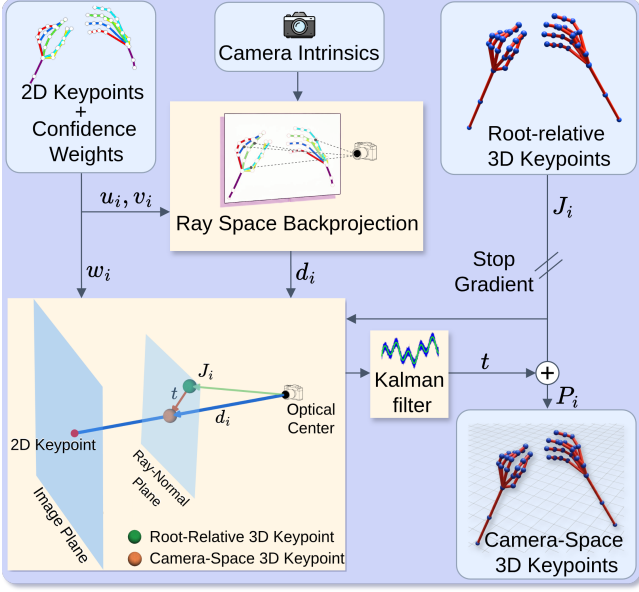 2D Keypoints
+
Confidence
Weights
Camera Intrinsics
Root-relative
3D Keypoints
u_i, v_i
Ray Space Backprojection
J_i
w_i
d_i
Stop
Gradient
J_i
t
d_i
Optical
Center
2D Keypoint
Ray-Normal
Plane
Image Plane
Root-Relative 3D Keypoint
Camera-Space 3D Keypoint
Kalman
filter
t
+
P_i
Camera-Space
3D Keypoints